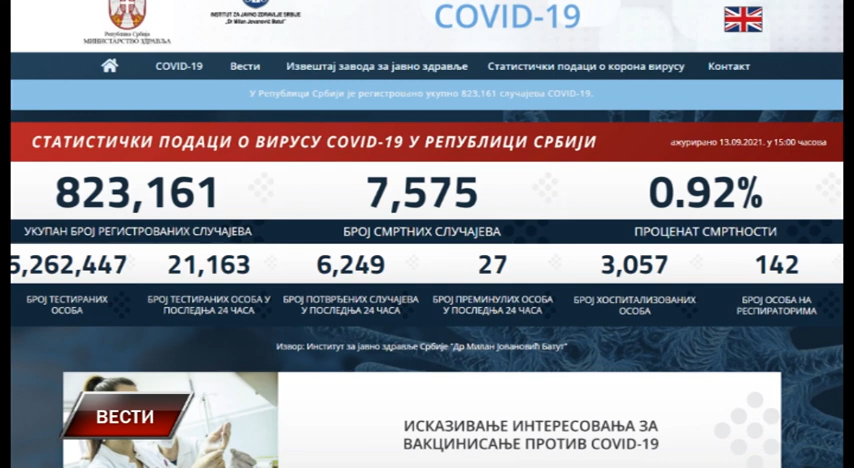 Република Србија
МИНИСТАРСТВО ЗДРАВЉА
INSTITUT ZA JAVNO ZDRAVLJE SRBIJE
„Dr Milan Jovanović Batut"
COVID-19
COVID-19 Вести Извештај завода за јавно здравље Статистички подаци о корона вирусу Контакт
У Републици Србији је регистровано укупно 823,161 случајева COVID-19.
СТАТИСТИЧКИ ПОДАЦИ О ВИРУСУ COVID-19 У РЕПУБЛИЦИ СРБИЈИ
ажурирано 13.09.2021. у 15:00 часова
823,161 7,575 0.92%
УКУПАН БРОЈ РЕГИСТРОВАНИХ СЛУЧАЈЕВА БРОЈ СМРТНИХ СЛУЧАЈЕВА ПРОЦЕНАТ СМРТНОСТИ
5,262,447 21,163 6,249 27 3,057 142
БРОЈ ТЕСТИРАНИХ БРОЈ ТЕСТИРАНИХ ОСОБА У БРОЈ ПОТВРЂЕНИХ СЛУЧАЈЕВА БРОЈ ПРЕМИНУЛИХ ОСОБА БРОЈ ХОСПИТАЛИЗОВАНИХ БРОЈ ОСОБА НА
ОСОБА ПОСЛЕДЊА 24 ЧАСА У ПОСЛЕДЊА 24 ЧАСА У ПОСЛЕДЊА 24 ЧАСА ОСОБА РЕСПИРАТОРИМА
Извор: Институт за јавно здравље Србије "Др Милан Јовановић Батут"
ВЕСТИ
ИСКАЗИВАЊЕ ИНТЕРЕСОВАЊА ЗА
ВАКЦИНИСАЊЕ ПРОТИВ COVID-19